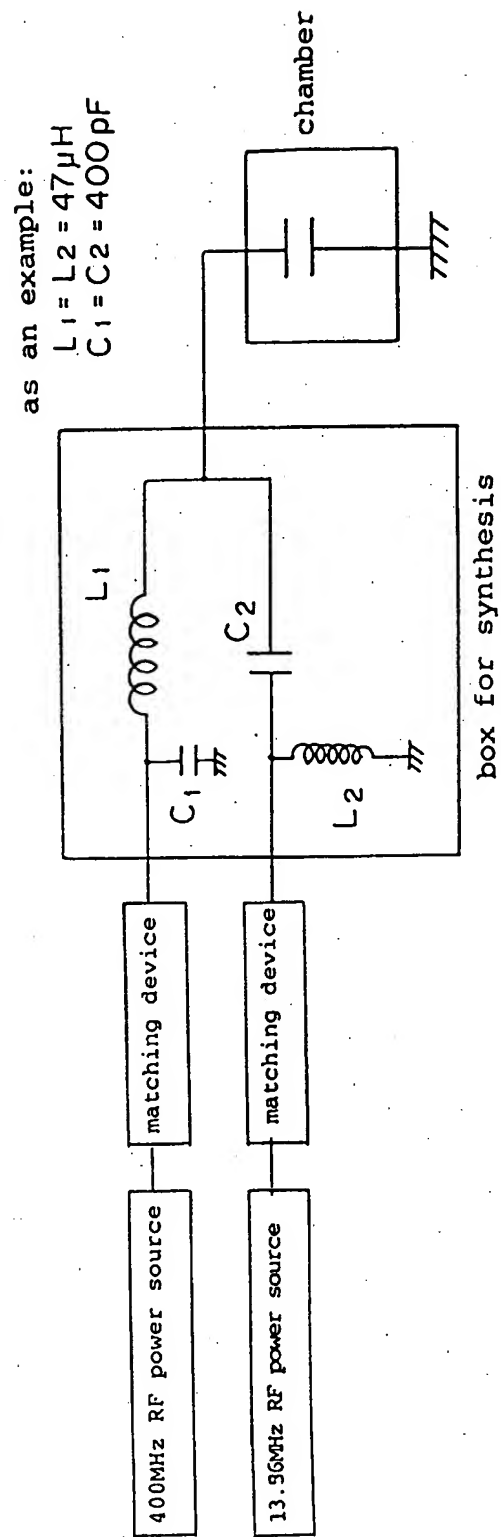 as an example:
L1 = L2 = 47μH
C1 = C2 = 400pF
400MHz RF power source
matching device
C1
L1
13.96MHz RF power source
matching device
L2
C2
box for synthesis
chamber